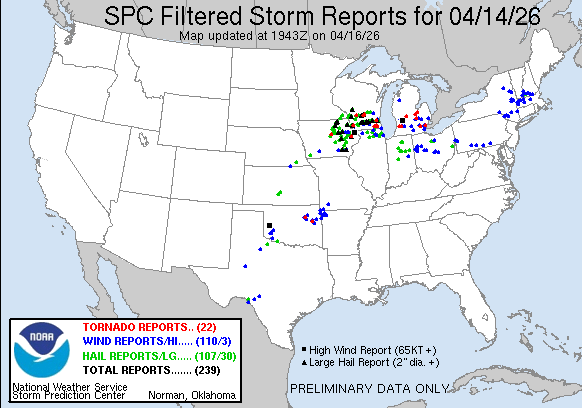 SPC Filtered Storm Reports for 04/14/26
Map updated at 1943Z on 04/16/26
High Wind Report (65KT +)
Large Hail Report (2" dia. +)
PRELIMINARY DATA ONLY
NOAA
TORNADO REPORTS.. (22)
WIND REPORTS/HI..... (110/3)
HAIL REPORTS/LG..... (107/30)
TOTAL REPORTS....... (239)
National Weather Service
Storm Prediction Center Norman, Oklahoma